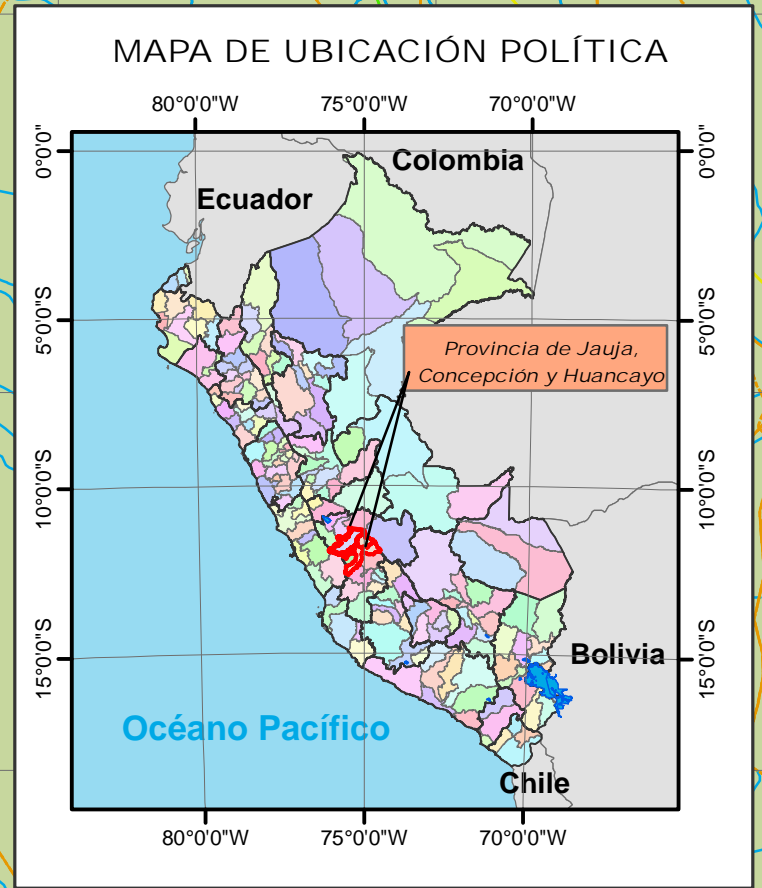 MAPA DE UBICACIÓN POLÍTICA
80°0'0"W 75°0'0"W 70°0'0"W
0°0'0" 0°0'0"
Colombia
Ecuador
5°0'0"S 5°0'0"S
Provincia de Jauja,
Concepción y Huancayo
10°0'0"S 10°0'0"S
Bolivia
15°0'0"S 15°0'0"S
Océano Pacífico
Chile
80°0'0"W 75°0'0"W 70°0'0"W